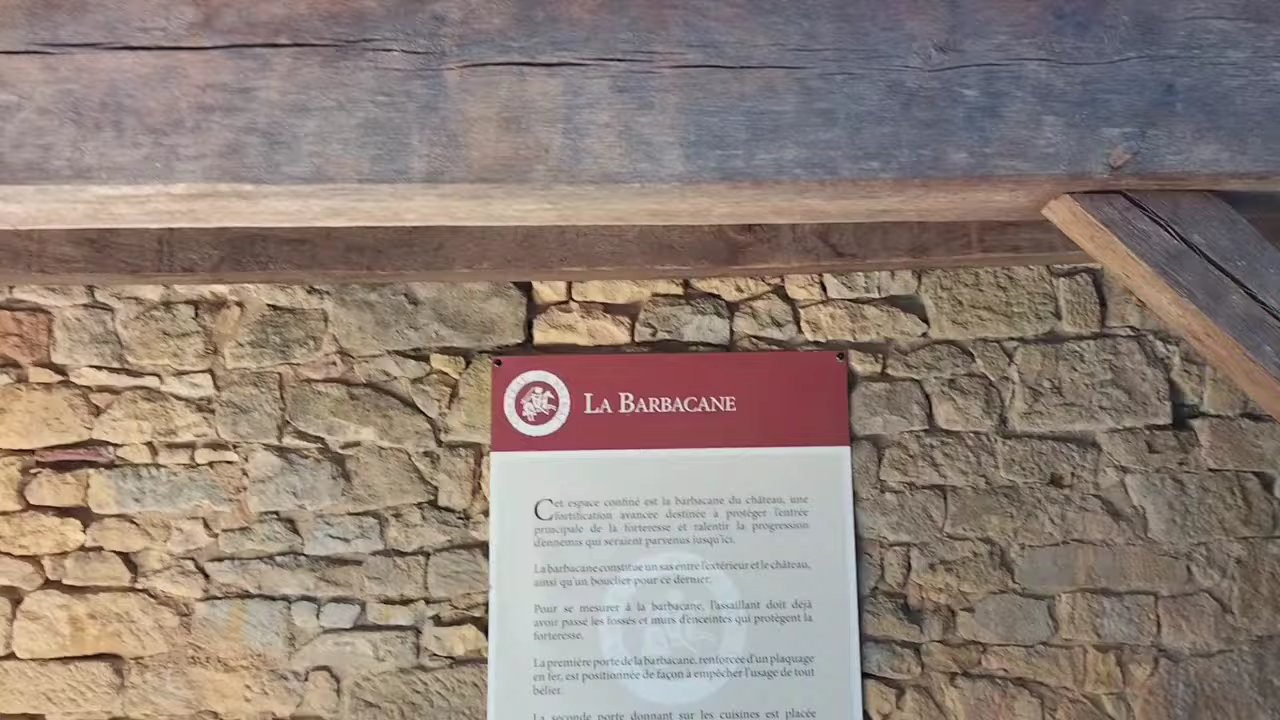 La Barbacane
Cet espace confiné est la barbacane du château, une
fortification avancée destinée à protéger l'entrée
principale de la forteresse et ralentir la progression
d'ennemis qui seraient parvenus jusqu'ici.
La barbacane constitue un sas entre l'extérieur et le château,
ainsi qu'un bouclier pour ce dernier.
Pour se mesurer à la barbacane, l'assaillant doit déjà
avoir passé les fossés et murs d'enceintes qui protègent la
forteresse.
La première porte de la barbacane, renforcée d'un plaquage
en fer, est positionnée de façon à empêcher l'usage de tout
bélier.
La seconde porte donnant sur les cuisines est placée